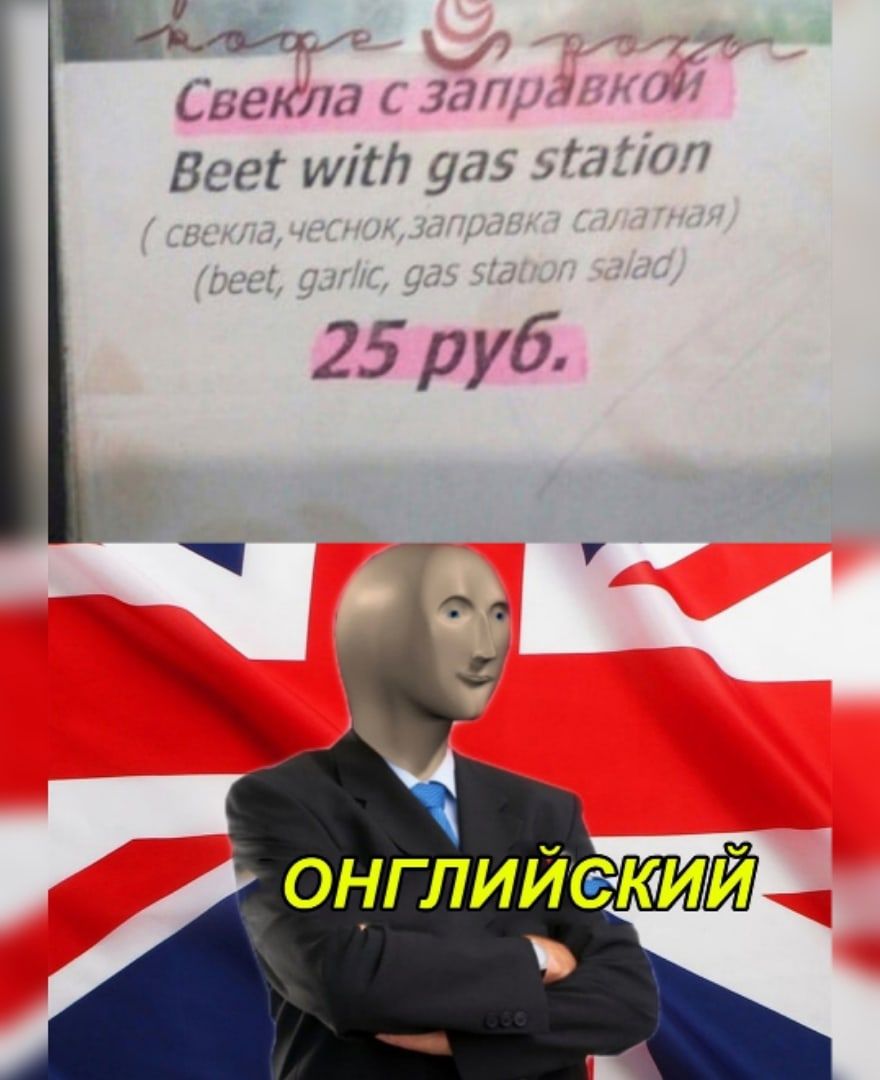 кофе розы
Свекла с заправкой
Beet with gas station
( свекла,чеснок,заправка салатная)
(beet, garlic, gas station salad)
25 руб.
ОНГЛИЙСКИЙ